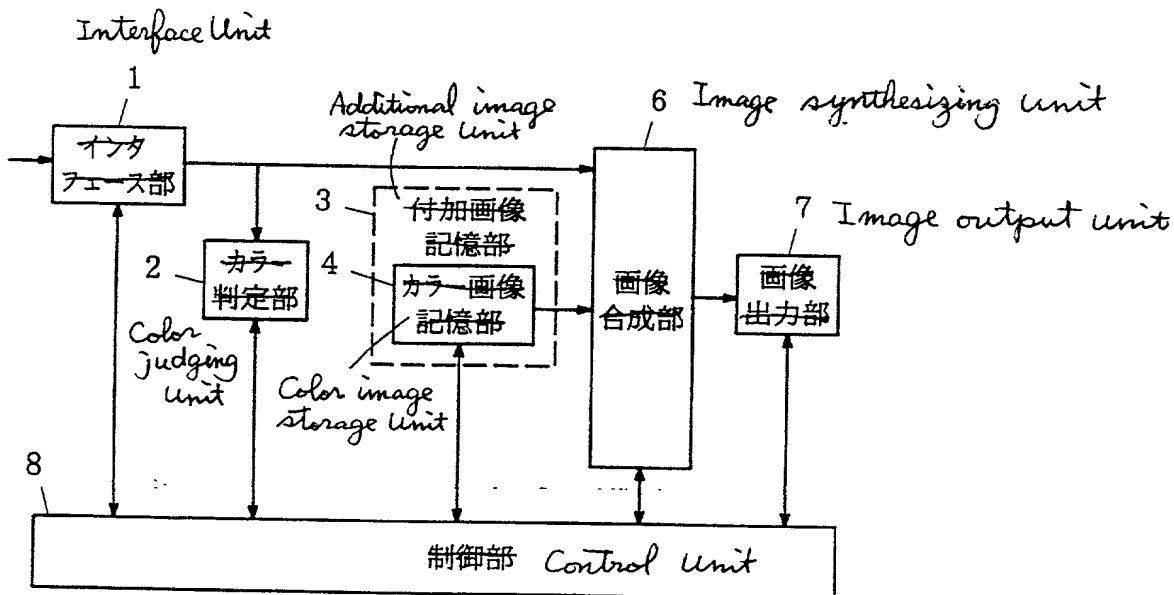 Interface Unit
1
インタ
フェース部
Additional image
storage unit
6 Image synthesizing unit
3
付加画像
記憶部
7 Image output unit
2
カラー
判定部
4
カラー画像
記憶部
画像
合成部
画像
出力部
Color
judging
unit
Color image
storage unit
8
制御部 Control Unit